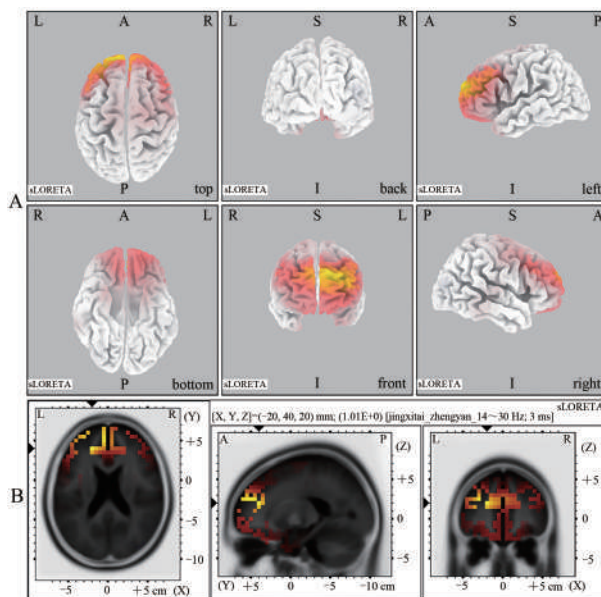 L A R
P
sLORETA top
L S R
I
sLORETA back
A S P
I
sLORETA left
A
R A L
P
sLORETA bottom
R S L
I
sLORETA front
P S A
I
sLORETA right
sLORETA
B
L R (Y)
+5
0
−5
−10
−5 0 +5 cm (X)
[X, Y, Z]=(−20, 40, 20) mm; (1.01E+0) [jingxitai_zhengyan_14～30 Hz; 3 ms]
A P (Z)
+5
0
−5
(Y) +5 0 −5 −10 cm
L R (Z)
+5
0
−5
−5 0 +5 cm (X)